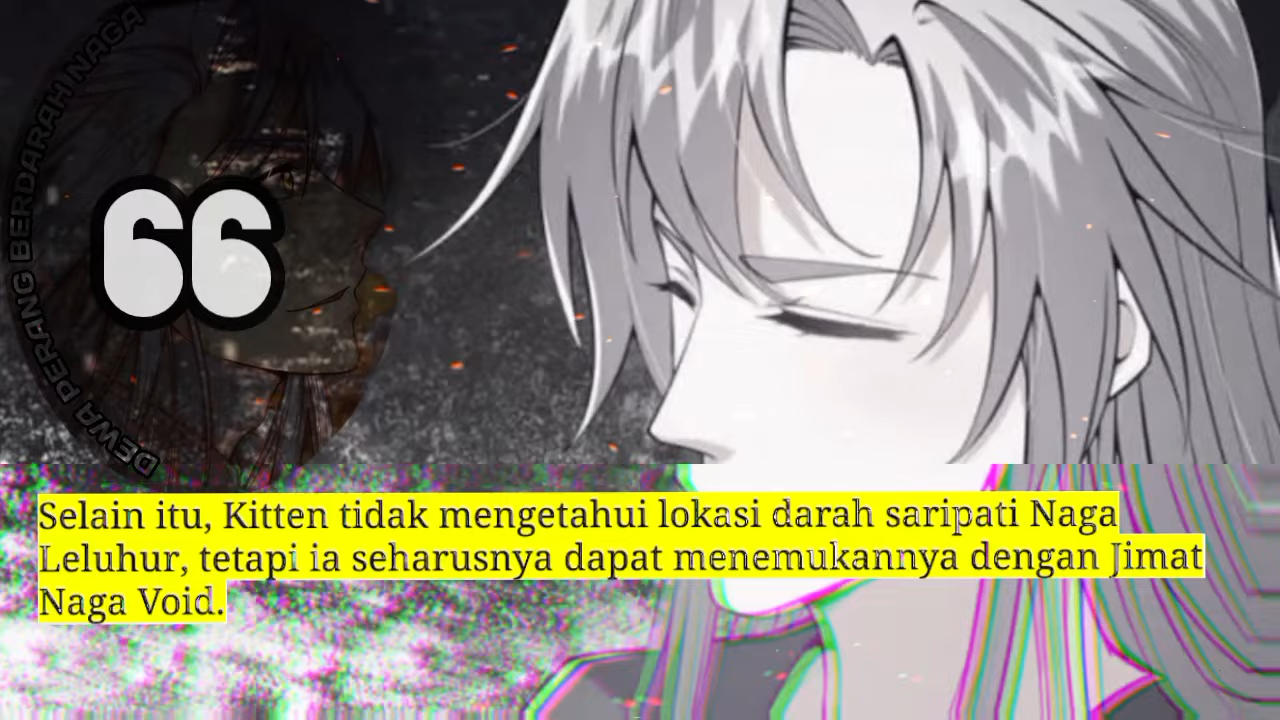 DEWA PERANG BERDARAH NAGA
66
Selain itu, Kitten tidak mengetahui lokasi darah saripati Naga
Leluhur, tetapi ia seharusnya dapat menemukannya dengan Jimat
Naga Void.